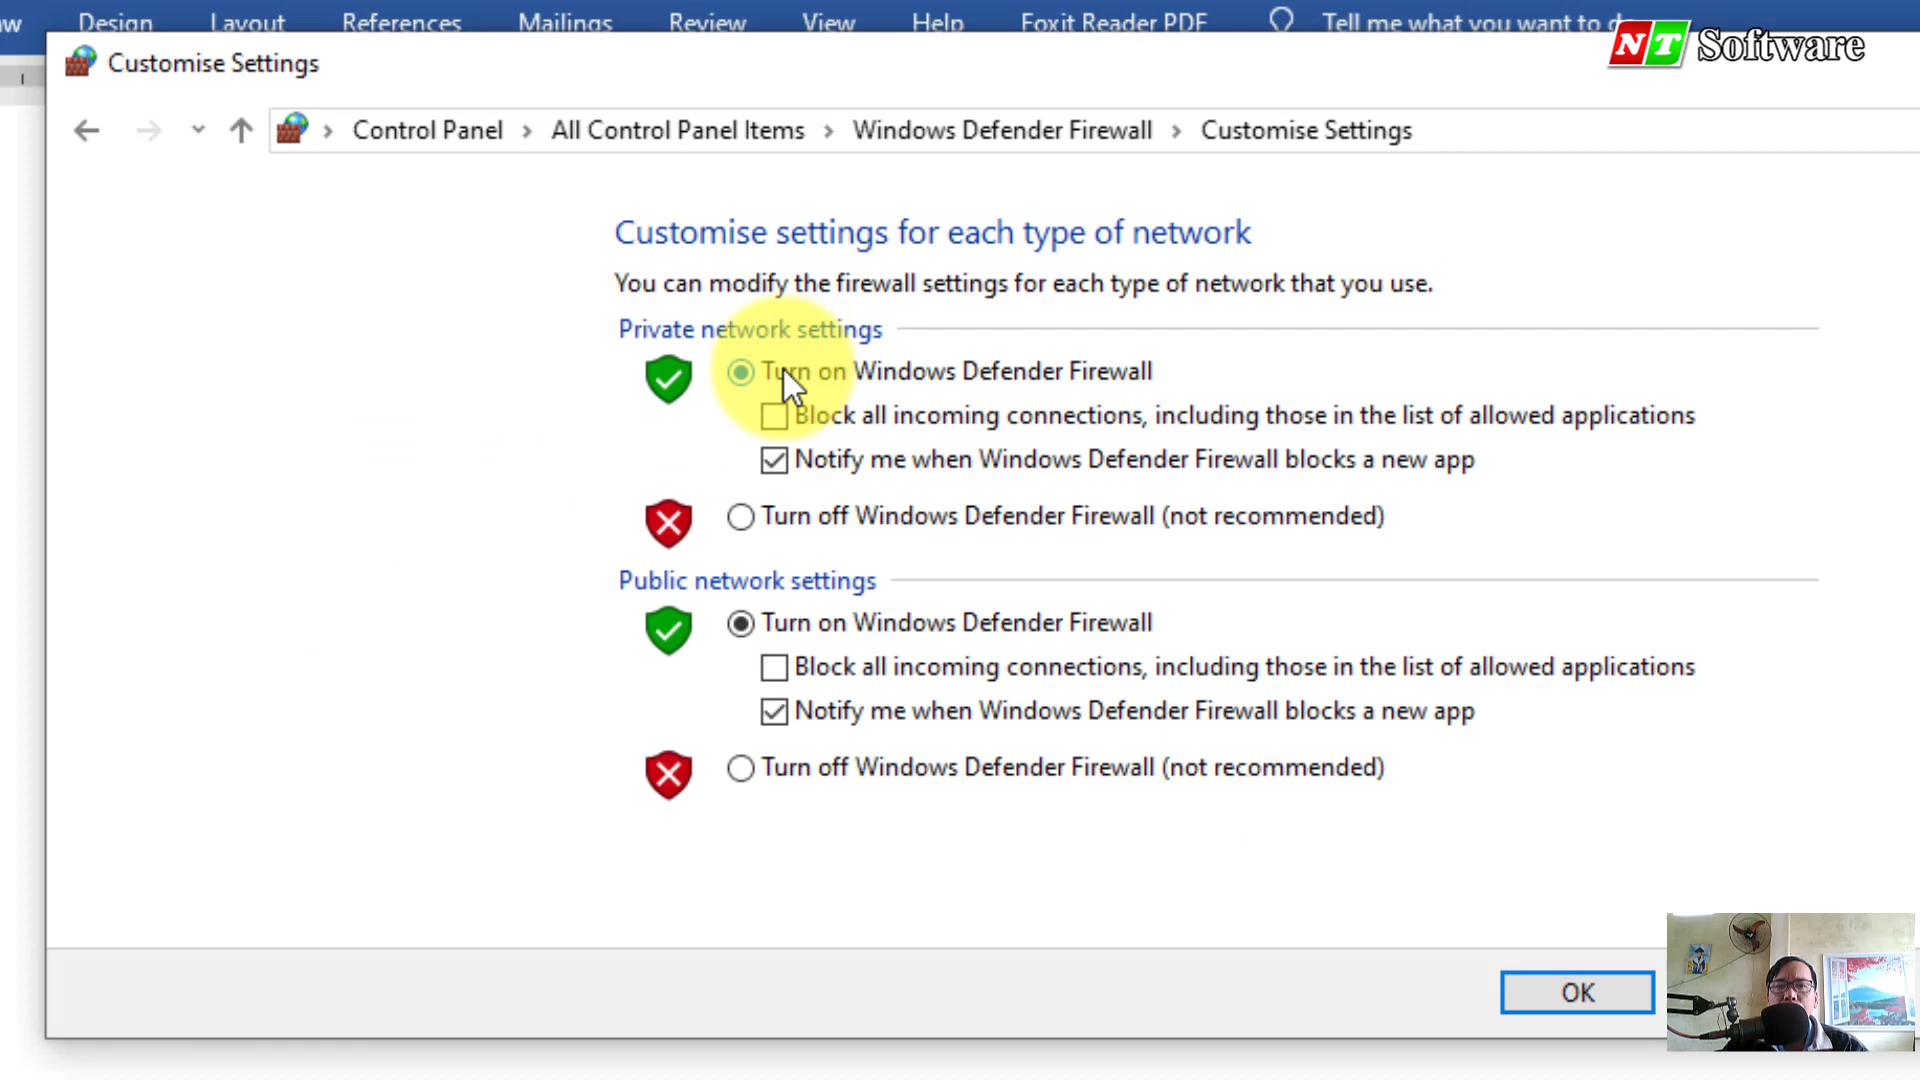 Design Layout References Mailings Review View Help Foxit Reader PDF Tell me what you want to
NT Software
Customise Settings
Control Panel > All Control Panel Items > Windows Defender Firewall > Customise Settings
Customise settings for each type of network
You can modify the firewall settings for each type of network that you use.
Private network settings
Turn on Windows Defender Firewall
Block all incoming connections, including those in the list of allowed applications
Notify me when Windows Defender Firewall blocks a new app
Turn off Windows Defender Firewall (not recommended)
Public network settings
Turn on Windows Defender Firewall
Block all incoming connections, including those in the list of allowed applications
Notify me when Windows Defender Firewall blocks a new app
Turn off Windows Defender Firewall (not recommended)
OK